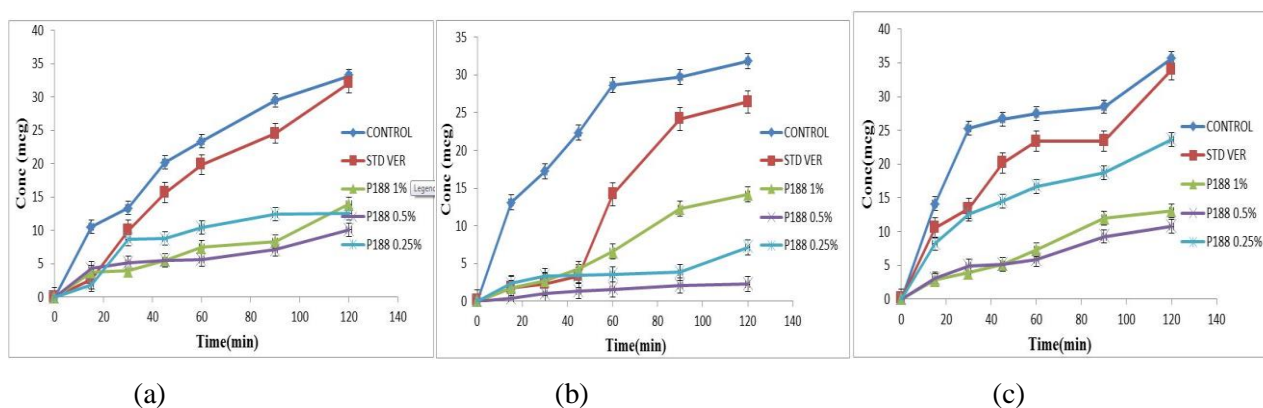 Conc (mcg)
40
35
30
25
20
15
10
5
0
0 20 40 60 80 100 120 140
Time(min)
CONTROL
STD VER
P188 1%
Legend
P188 0.5%
P188 0.25%
(a)
Conc (mcg)
35
30
25
20
15
10
5
0
0 20 40 60 80 100 120 140
Time(min)
CONTROL
STD VER
P188 1%
P188 0.5%
P188 0.25%
(b)
Conc(mcg)
40
35
30
25
20
15
10
5
0
0 20 40 60 80 100 120 140
Time(min)
CONTROL
STD VER
P188 1%
P188 0.5%
P188 0.25%
(c)